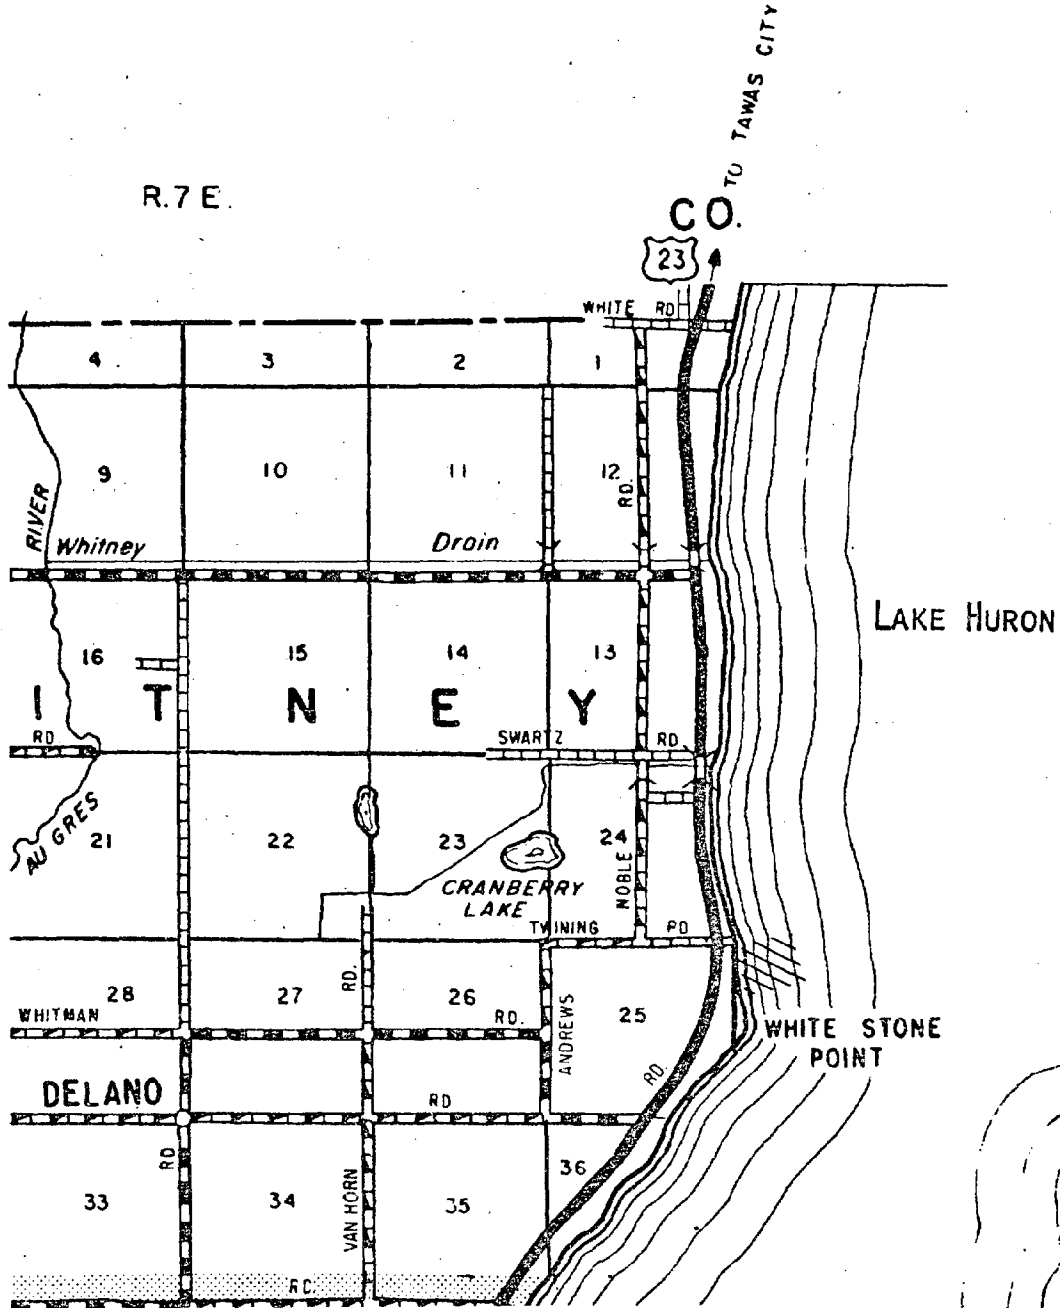 TO TAWAS CITY
R.7 E.
CO.
23
WHITE RD
4 3 2 1
9 10 11 12
RD.
RIVER
Whitney Drain
LAKE HURON
16 15 14 13
I T N E Y
RD
SWARTZ RD
AU GRES
21 22 23 24
NOBLE
CRANBERRY
LAKE
TWINING RD
28 27 26 25
RD.
WHITMAN RD.
ANDREWS
WHITE STONE
POINT
RD.
DELANO RD
RD
36
33 34 35
VAN HORN
RD